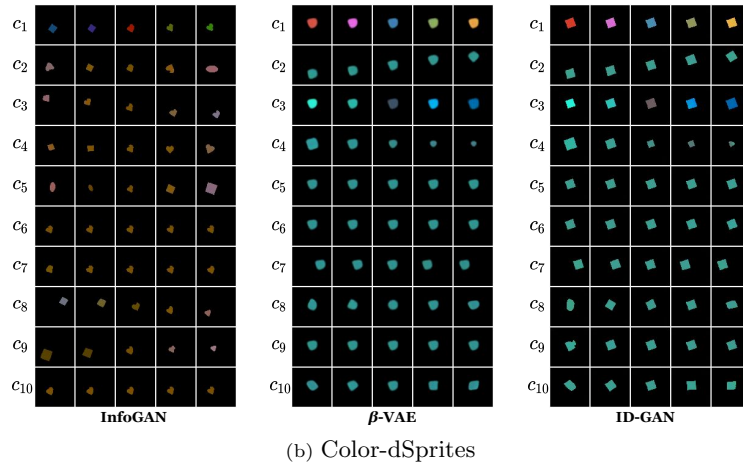 c1 c1 c1
c2 c2 c2
c3 c3 c3
c4 c4 c4
c5 c5 c5
c6 c6 c6
c7 c7 c7
c8 c8 c8
c9 c9 c9
c10 c10 c10
InfoGAN β-VAE ID-GAN
(b) Color-dSprites